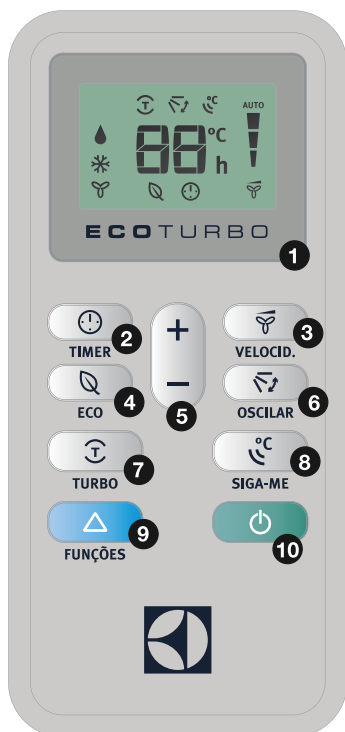 AUTO
88 °C
h
ECOTURBO
1
2
TIMER
+
−
5
3
VELOCID.
4
ECO
6
OSCILAR
T
7
TURBO
°C
8
SIGA-ME
9
FUNÇÕES
10